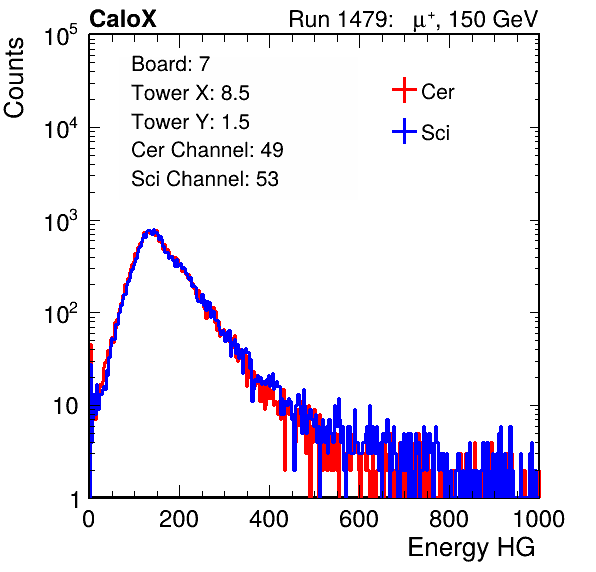 CaloX Run 1479: μ⁺, 150 GeV
Counts
Board: 7
Tower X: 8.5
Tower Y: 1.5
Cer Channel: 49
Sci Channel: 53
Cer
Sci
10⁵
10⁴
10³
10²
10
1
0 200 400 600 800 1000
Energy HG